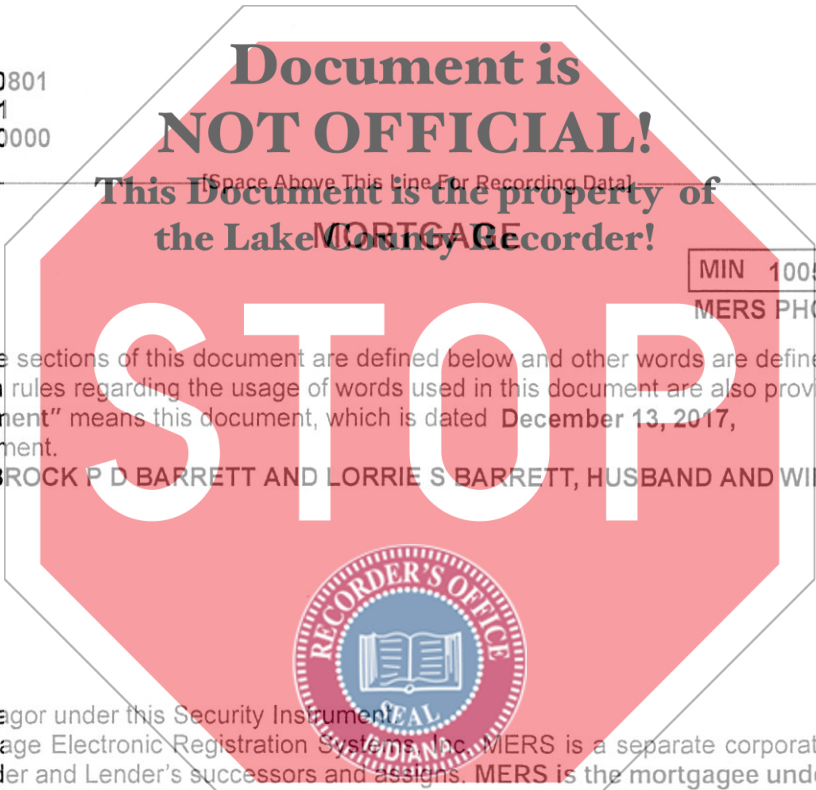 0801
1
0000
Document is
NOT OFFICIAL!
[Space Above This Line For Recording Data]
This Document is the property of
MORTGAGE
the Lake County Recorder!
MIN 1005
MERS PHO
STOP
e sections of this document are defined below and other words are define
rules regarding the usage of words used in this document are also provi
ment” means this document, which is dated December 13, 2017,
ment.
BROCK P D BARRETT AND LORRIE S BARRETT, HUSBAND AND WI
RECORDER'S OFFICE
SEAL
INDIANA
agor under this Security Instrument.
age Electronic Registration Systems, Inc. MERS is a separate corporat
der and Lender’s successors and assigns. MERS is the mortgagee unde